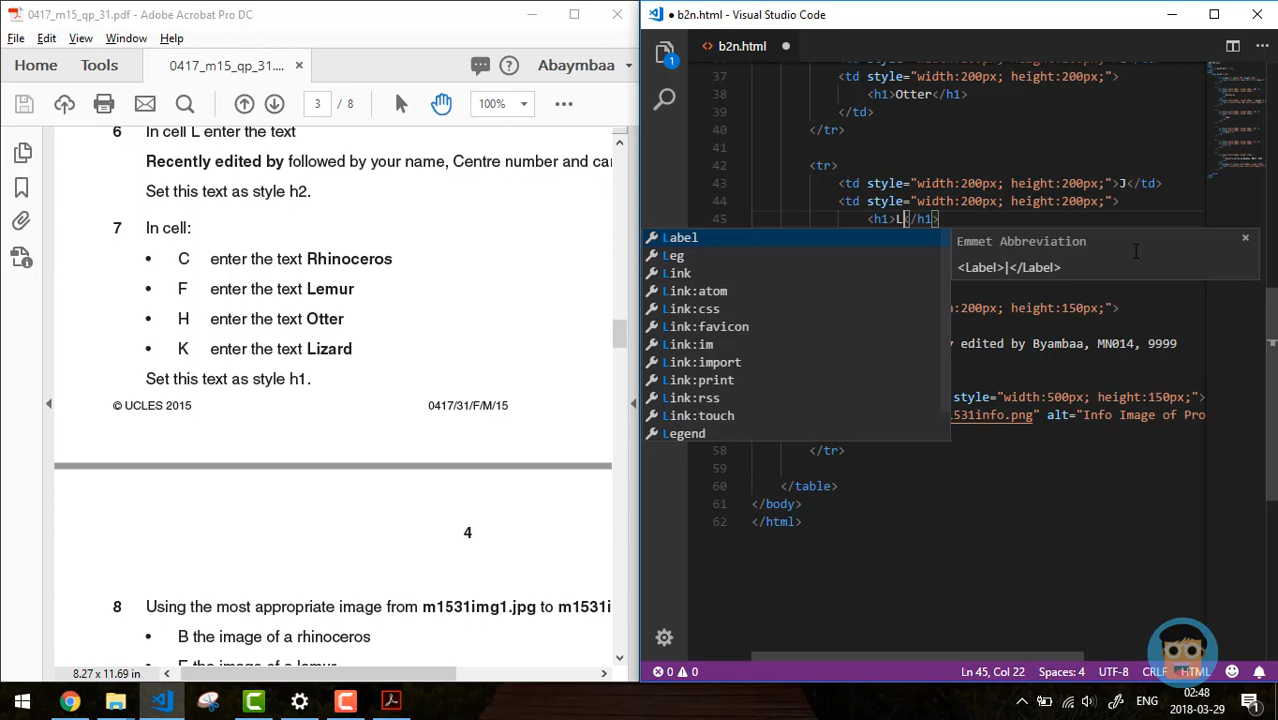 0417_m15_qp_31.pdf - Adobe Acrobat Pro DC
File Edit View Window Help
Home Tools 0417_m15_qp_31.... × Abaymbaa
3 / 8 100%
6 In cell L enter the text
Recently edited by followed by your name, Centre number and ca
Set this text as style h2.
7 In cell:
• C enter the text Rhinoceros
• F enter the text Lemur
• H enter the text Otter
• K enter the text Lizard
Set this text as style h1.
© UCLES 2015 0417/31/F/M/15
4
8 Using the most appropriate image from m1531img1.jpg to m1531i
• B the image of a rhinoceros
8.27 x 11.69 in
● b2n.html - Visual Studio Code
b2n.html
37 <td style="width:200px; height:200px;">
38 <h1>Otter</h1>
39 </td>
40 </tr>
41
42 <tr>
43 <td style="width:200px; height:200px;">J</td>
44 <td style="width:200px; height:200px;">
45 <h1>L</h1>
Label
Leg
Link
Link:atom
Link:css
Link:favicon
Link:im
Link:import
Link:print
Link:rss
Link:touch
Legend
Emmet Abbreviation
<Label>|</Label>
:200px; height:150px;">
y edited by Byambaa, MN014, 9999
style="width:500px; height:150px;">
1531info.png" alt="Info Image of Pro
58 </tr>
59
60 </table>
61 </body>
62 </html>
1
0 0 Ln 45, Col 22 Spaces: 4 UTF-8 CRLF HTML
ENG 02:48
2018-03-29
1